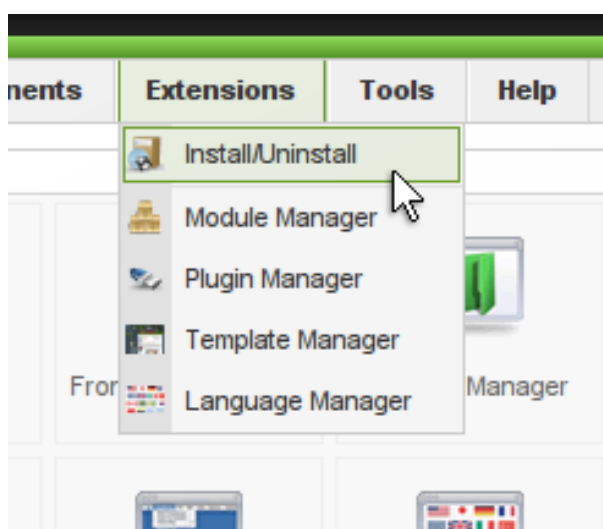 nents Extensions Tools Help
Install/Uninstall
Module Manager
Plugin Manager
Template Manager
Language Manager
Fror
Manager